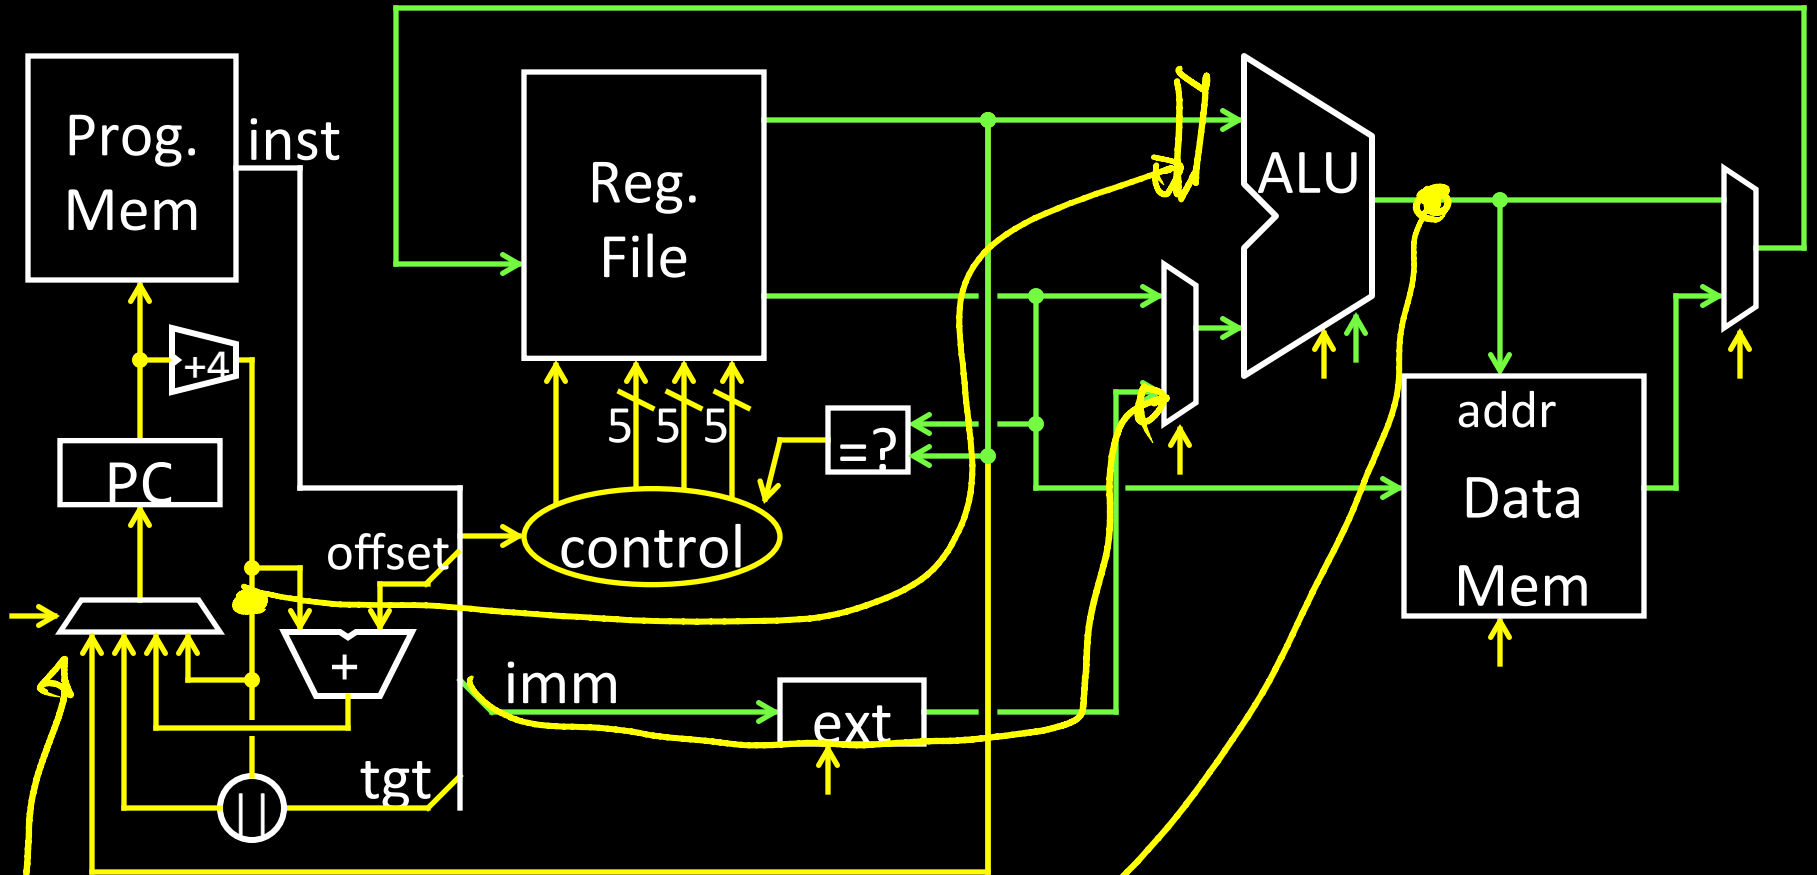 Prog.
Mem
inst
Reg.
File
ALU
+4
PC
5 5 5
=?
addr
Data
Mem
offset
control
+
imm
ext
tgt
||